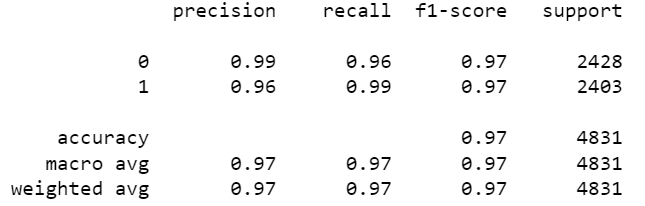 precision recall f1-score support
0 0.99 0.96 0.97 2428
1 0.96 0.99 0.97 2403
accuracy 0.97 4831
macro avg 0.97 0.97 0.97 4831
weighted avg 0.97 0.97 0.97 4831